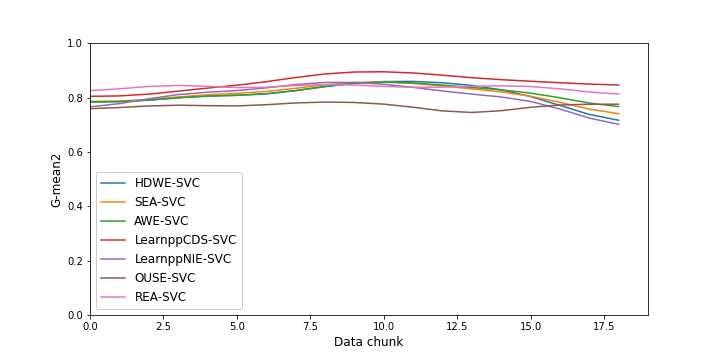 1.0
0.8
0.6
0.4
0.2
0.0
G-mean2
HDWE-SVC
SEA-SVC
AWE-SVC
LearnppCDS-SVC
LearnppNIE-SVC
OUSE-SVC
REA-SVC
0.0 2.5 5.0 7.5 10.0 12.5 15.0 17.5
Data chunk